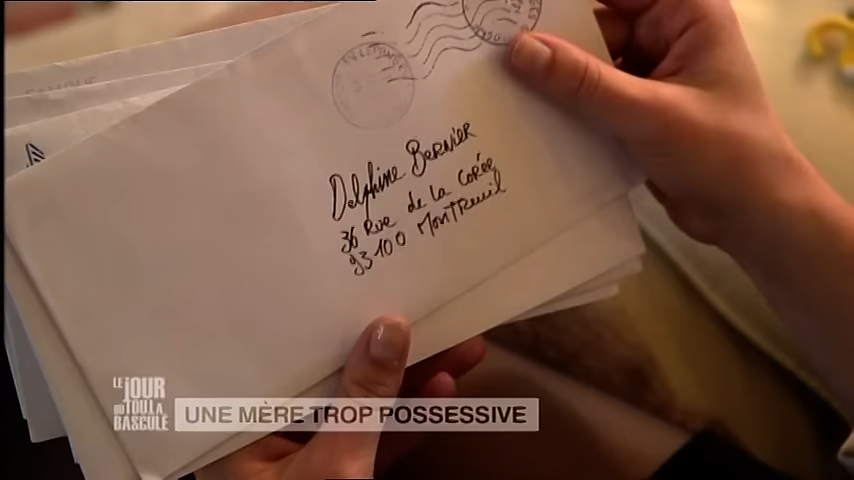 Delphine Bernier
36 Rue de la Corée
93100 Montreuil
LE JOUR
OÙ TOUT A
BASCULÉ
UNE MÈRE TROP POSSESSIVE